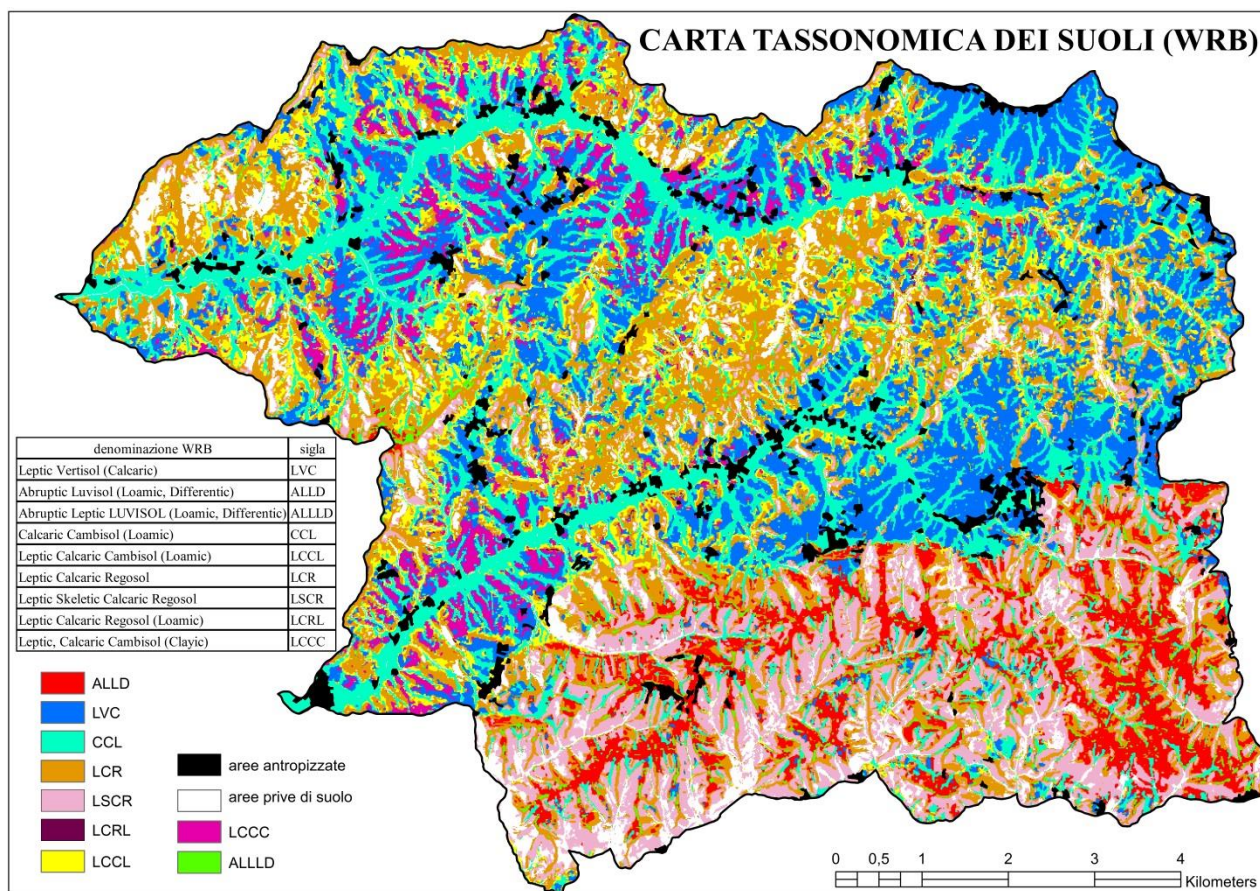 CARTA TASSONOMICA DEI SUOLI (WRB)
denominazione WRB sigla
Leptic Vertisol (Calcaric) LVC
Abruptic Luvisol (Loamic, Differentic) ALLD
Abruptic Leptic LUVISOL (Loamic, Differentic) ALLLD
Calcaric Cambisol (Loamic) CCL
Leptic Calcaric Cambisol (Loamic) LCCL
Leptic Calcaric Regosol LCR
Leptic Skeletic Calcaric Regosol LSCR
Leptic Calcaric Regosol (Loamic) LCRL
Leptic, Calcaric Cambisol (Clayic) LCCC
ALLD
LVC
CCL
LCR
LSCR
LCRL
LCCL
aree antropizzate
aree prive di suolo
LCCC
ALLLD
0 0,5 1 2 3 4
Kilometers